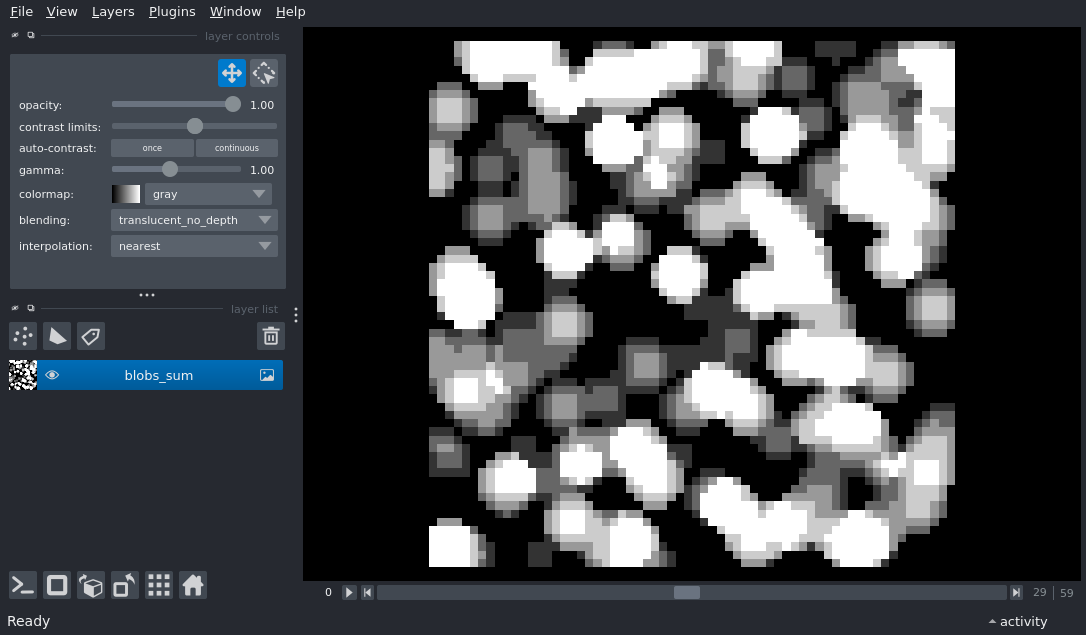 File View Layers Plugins Window Help
layer controls
opacity: 1.00
contrast limits:
auto-contrast: once continuous
gamma: 1.00
colormap: gray
blending: translucent_no_depth
interpolation: nearest
layer list
blobs_sum
0 29 59
Ready activity